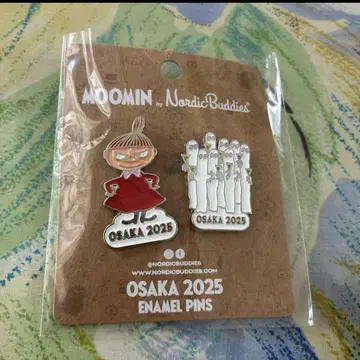 MOOMIN by NordicBuddies®
OSAKA 2025
OSAKA 2025
@NORDICBUDDIES
WWW.NORDICBUDDIES.COM
OSAKA 2025
ENAMEL PINS